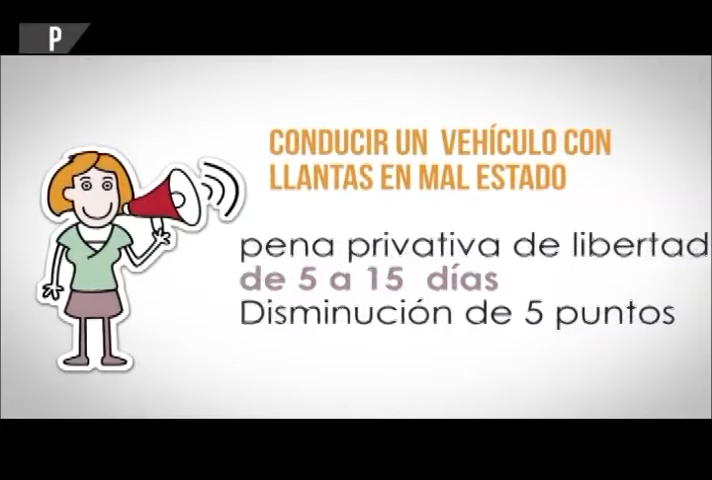 P
CONDUCIR UN VEHÍCULO CON
LLANTAS EN MAL ESTADO
pena privativa de libertad
de 5 a 15 días
Disminución de 5 puntos